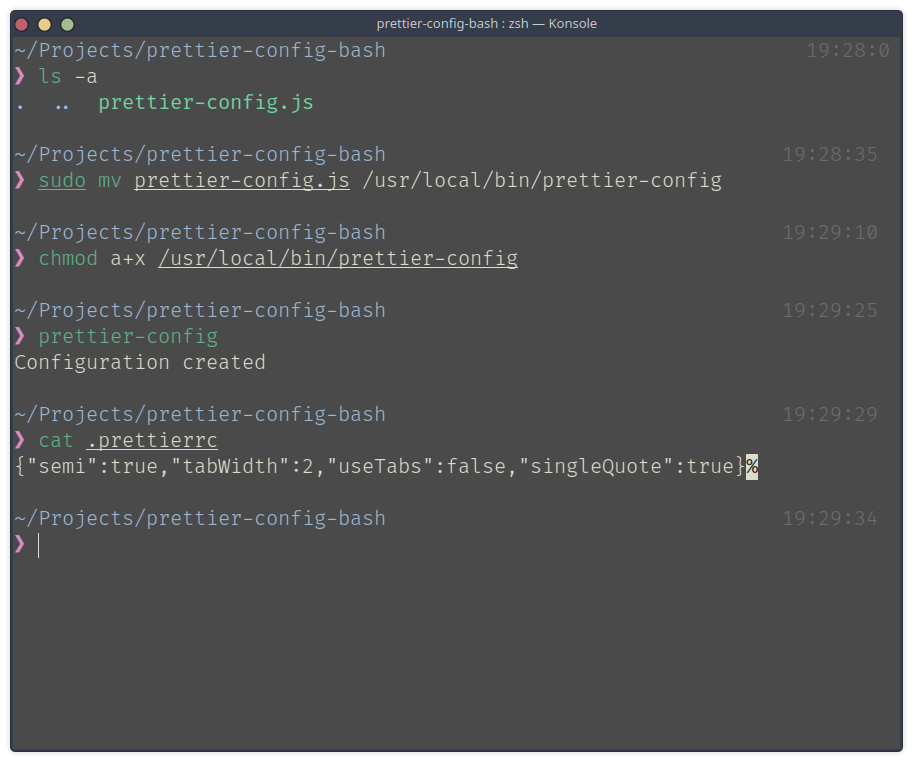 prettier-config-bash : zsh — Konsole
~/Projects/prettier-config-bash 19:28:0
❯ ls -a
. .. prettier-config.js
~/Projects/prettier-config-bash 19:28:35
❯ sudo mv prettier-config.js /usr/local/bin/prettier-config
~/Projects/prettier-config-bash 19:29:10
❯ chmod a+x /usr/local/bin/prettier-config
~/Projects/prettier-config-bash 19:29:25
❯ prettier-config
Configuration created
~/Projects/prettier-config-bash 19:29:29
❯ cat .prettierrc
{"semi":true,"tabWidth":2,"useTabs":false,"singleQuote":true}%
~/Projects/prettier-config-bash 19:29:34
❯